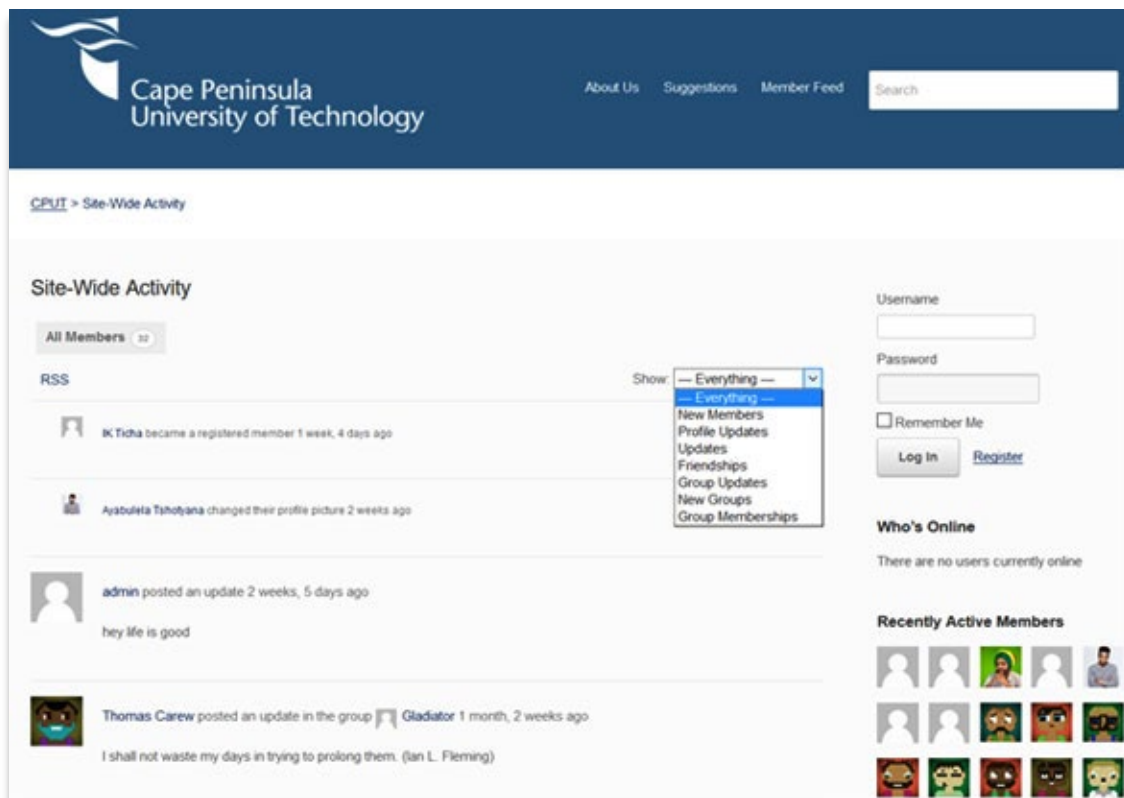 Cape Peninsula
University of Technology
About Us Suggestions Member Feed Search
CPUT > Site-Wide Activity
Site-Wide Activity
All Members 32
RSS
Show: — Everything —
— Everything —
New Members
Profile Updates
Updates
Friendships
Group Updates
New Groups
Group Memberships
IK Ticha became a registered member 1 week, 4 days ago
Ayabulela Tshotyana changed their profile picture 2 weeks ago
admin posted an update 2 weeks, 5 days ago
hey life is good
Thomas Carew posted an update in the group Gladiator 1 month, 2 weeks ago
I shall not waste my days in trying to prolong them. (Ian L. Fleming)
Username
Password
Remember Me
Log In Register
Who's Online
There are no users currently online
Recently Active Members